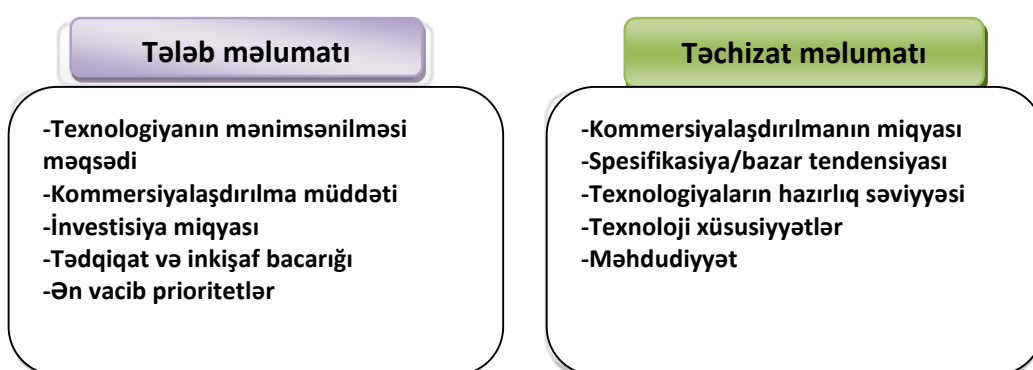 Tələb məlumatı
-Texnologiyanın mənimsənilməsi
məqsədi
-Kommersiyalaşdırılma müddəti
-İnvestisiya miqyası
-Tədqiqat və inkişaf bacarığı
-Ən vacib prioritetlər
Təchizat məlumatı
-Kommersiyalaşdırılmanın miqyası
-Spesifikasiya/bazar tendensiyası
-Texnologiyaların hazırlıq səviyyəsi
-Texnoloji xüsusiyyətlər
-Məhdudiyyət